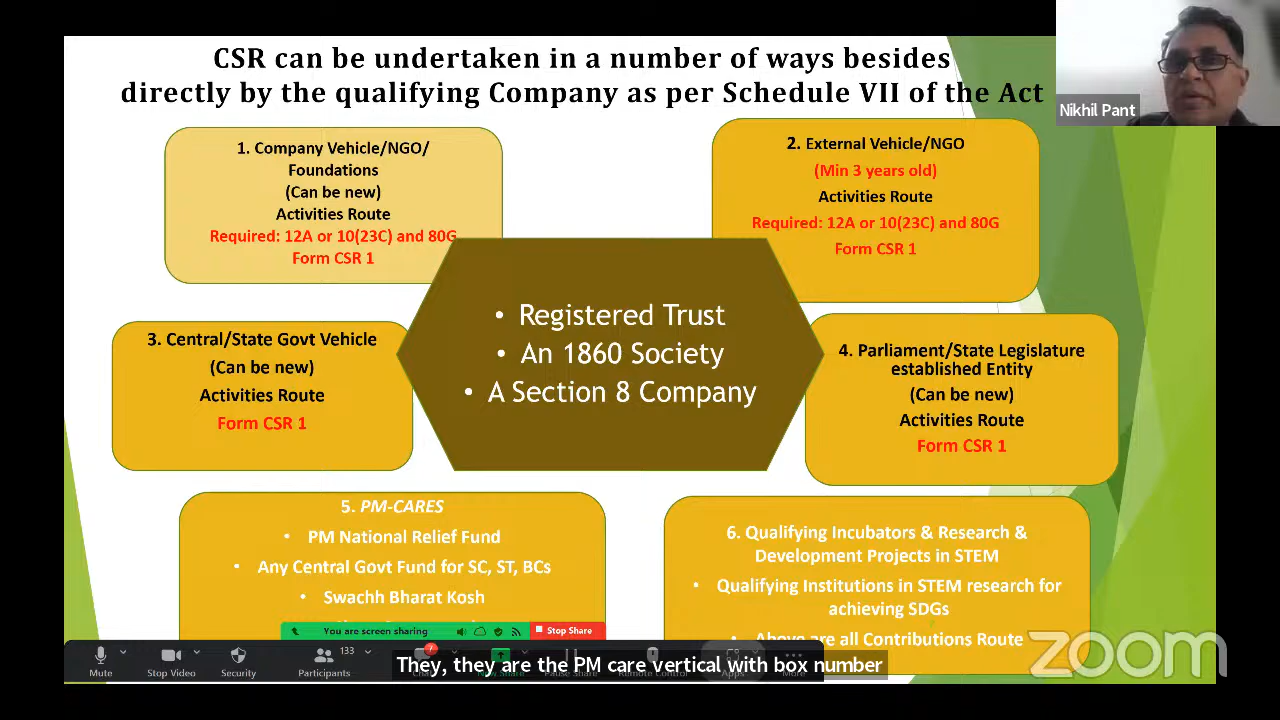 CSR can be undertaken in a number of ways besides
directly by the qualifying Company as per Schedule VII of the Act
Nikhil Pant
1. Company Vehicle/NGO/
Foundations
(Can be new)
Activities Route
Required: 12A or 10(23C) and 80G
Form CSR 1
2. External Vehicle/NGO
(Min 3 years old)
Activities Route
Required: 12A or 10(23C) and 80G
Form CSR 1
• Registered Trust
• An 1860 Society
• A Section 8 Company
3. Central/State Govt Vehicle
(Can be new)
Activities Route
Form CSR 1
4. Parliament/State Legislature
established Entity
(Can be new)
Activities Route
Form CSR 1
5. PM-CARES
• PM National Relief Fund
• Any Central Govt Fund for SC, ST, BCs
• Swachh Bharat Kosh
6. Qualifying Incubators & Research &
Development Projects in STEM
• Qualifying Institutions in STEM research for
achieving SDGs
• Above are all Contributions Route
You are screen sharing
Stop Share
133
They, they are the PM care vertical with box number
Mute
Stop Video
Security
Participants
Pause Share
Remote Control
Apps
More
zoom